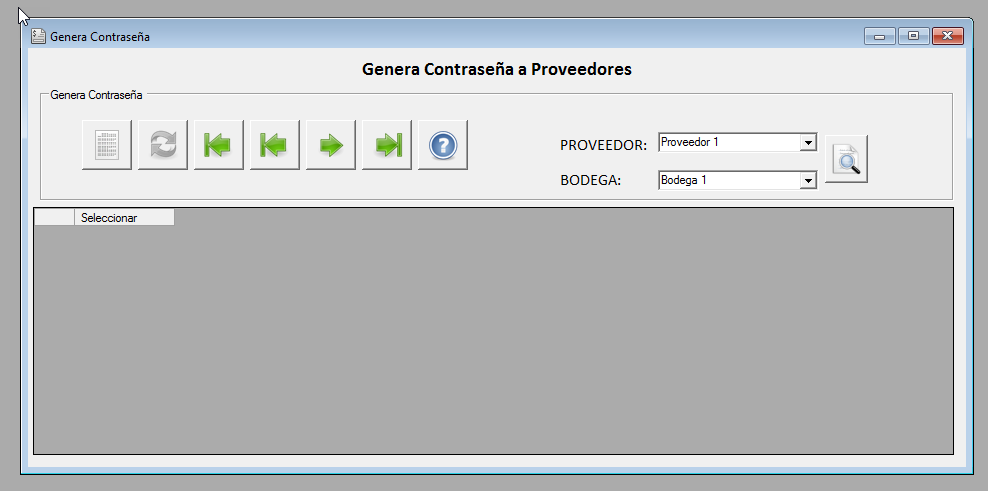 Genera Contraseña
Genera Contraseña a Proveedores
Genera Contraseña
PROVEEDOR: Proveedor 1
BODEGA: Bodega 1
Seleccionar